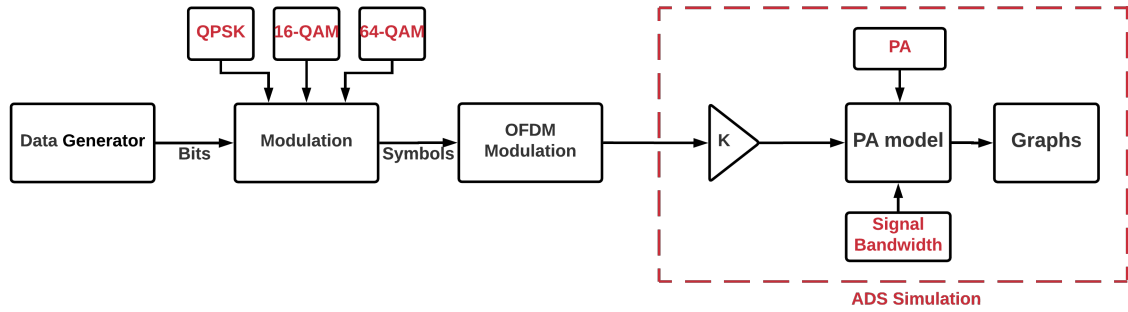 QPSK
16-QAM
64-QAM
PA
Data Generator
Bits
Modulation
Symbols
OFDM
Modulation
K
PA model
Graphs
Signal
Bandwidth
ADS Simulation